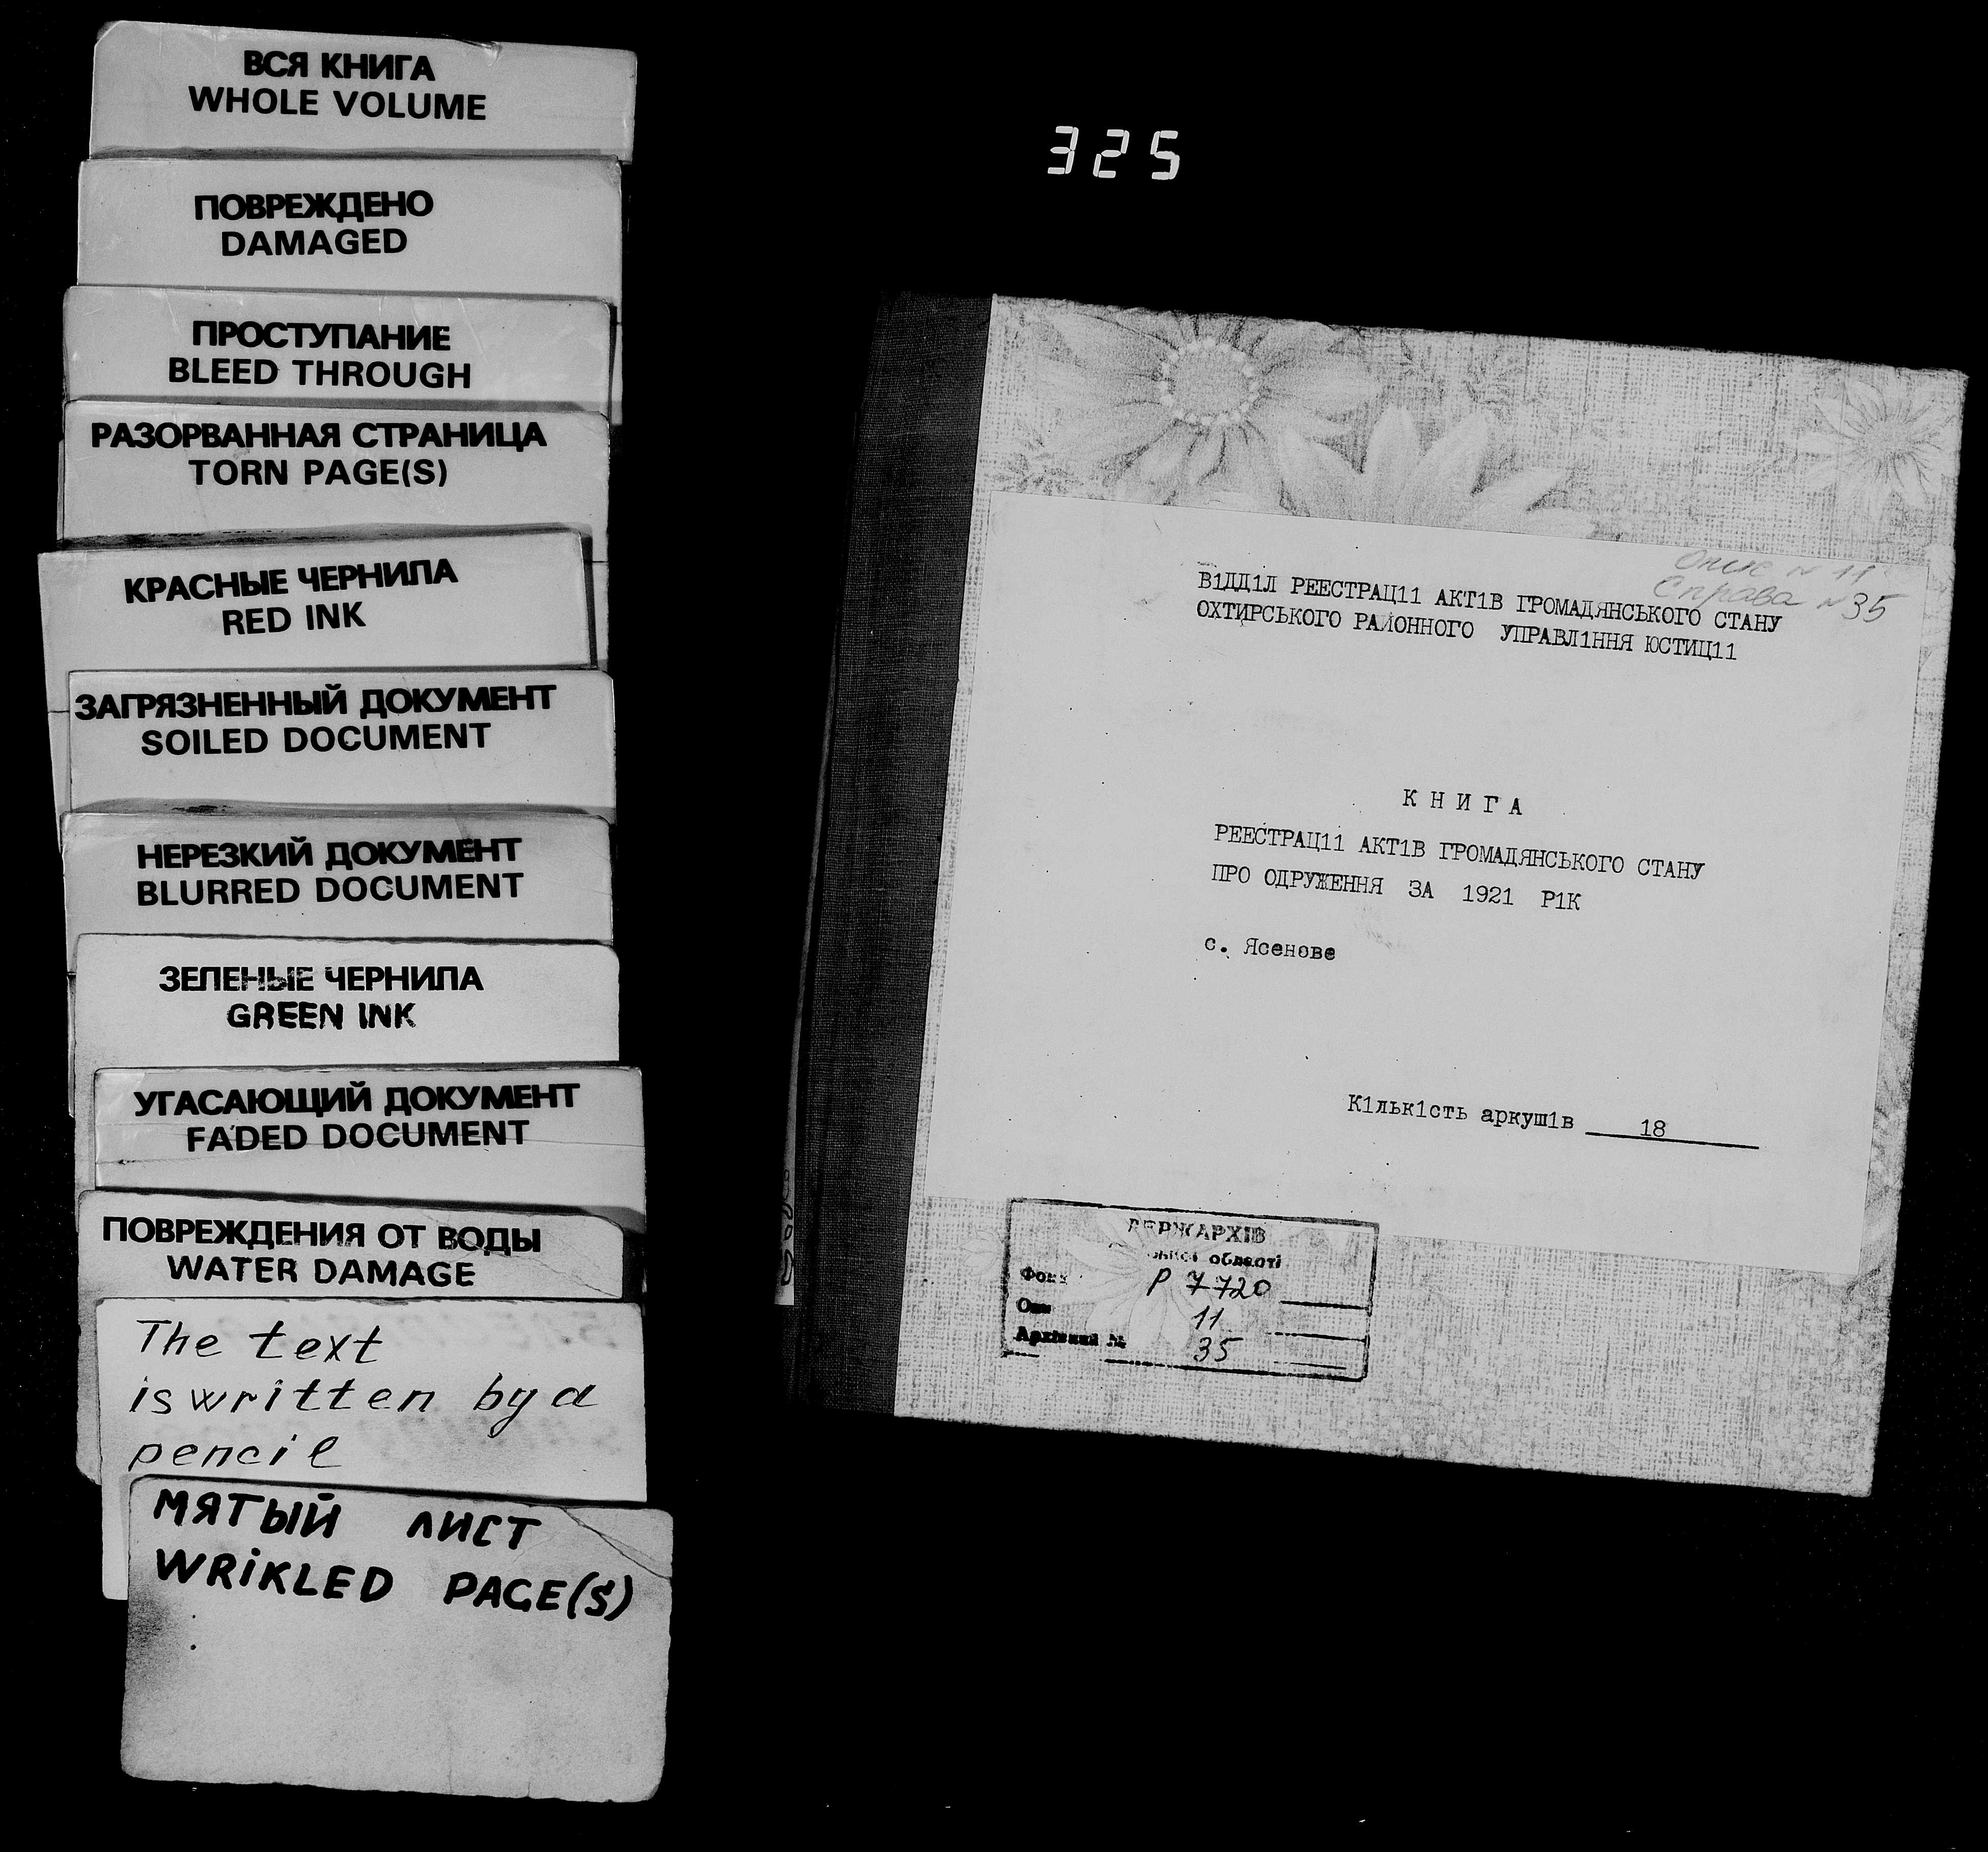 ВСЯ КНИГА
WHOLE VOLUME
ПОВРЕЖДЕНО
DAMAGED
ПРОСТУПАНИЕ
BLEED THROUGH
РАЗОРВАННАЯ СТРАНИЦА
TORN PAGE(S)
КРАСНЫЕ ЧЕРНИЛА
RED INK
ЗАГРЯЗНЕННЫЙ ДОКУМЕНТ
SOILED DOCUMENT
НЕРЕЗКИЙ ДОКУМЕНТ
BLURRED DOCUMENT
ЗЕЛЕНЫЕ ЧЕРНИЛА
GREEN INK
УГАСАЮЩИЙ ДОКУМЕНТ
FADED DOCUMENT
ПОВРЕЖДЕНИЯ ОТ ВОДЫ
WATER DAMAGE
The text
is written by a
pencil
МЯТЫЙ ЛИСТ
WRiKLED PAGE(S)
325
Опис № 11
Справа № 35
В1ДД1Л РЕЕСТРАЦ11 АКТ1В ГРОМАДЯНСЬКОГО СТАНУ
ОХТИРСЬКОГО РАЙОННОГО УПРАВЛ1ННЯ ЮСТИЦ11
К Н И Г А
РЕЕСТРАЦ11 АКТ1В ГРОМАДЯНСЬКОГО СТАНУ
ПРО ОДРУЖЕННЯ ЗА 1921 Р1К
с. Ясенове
К1льк1сть аркуш1в 18
ДЕРЖАРХІВ
області
Фонд Р 7720
Опис 11
Архівний № 35